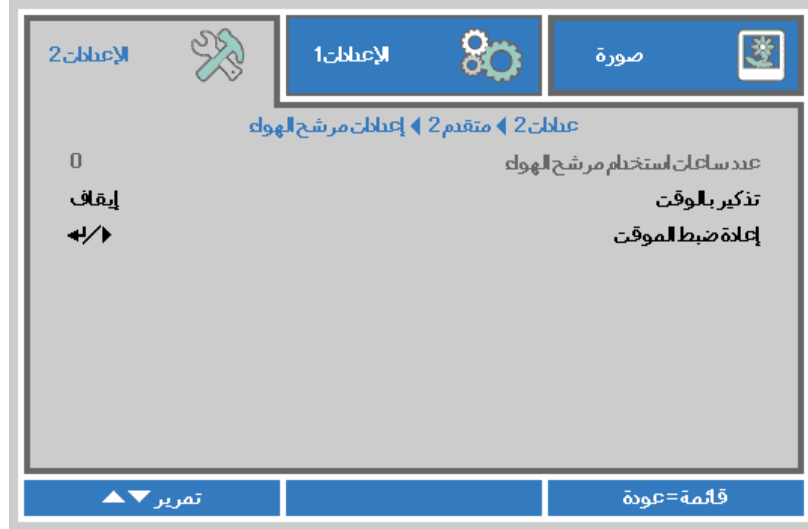 صورة
الإعدادات 1
الإعدادات 2
عدادت 2 ◀ متقدم 2 ◀ إعدادات مرشح الهواء
عدد ساعات استخدام مرشح الهواء 0
تذكير بالوقت إيقاف
إعادة ضبط الموقت
قائمة=عودة
تمرير ▼▲